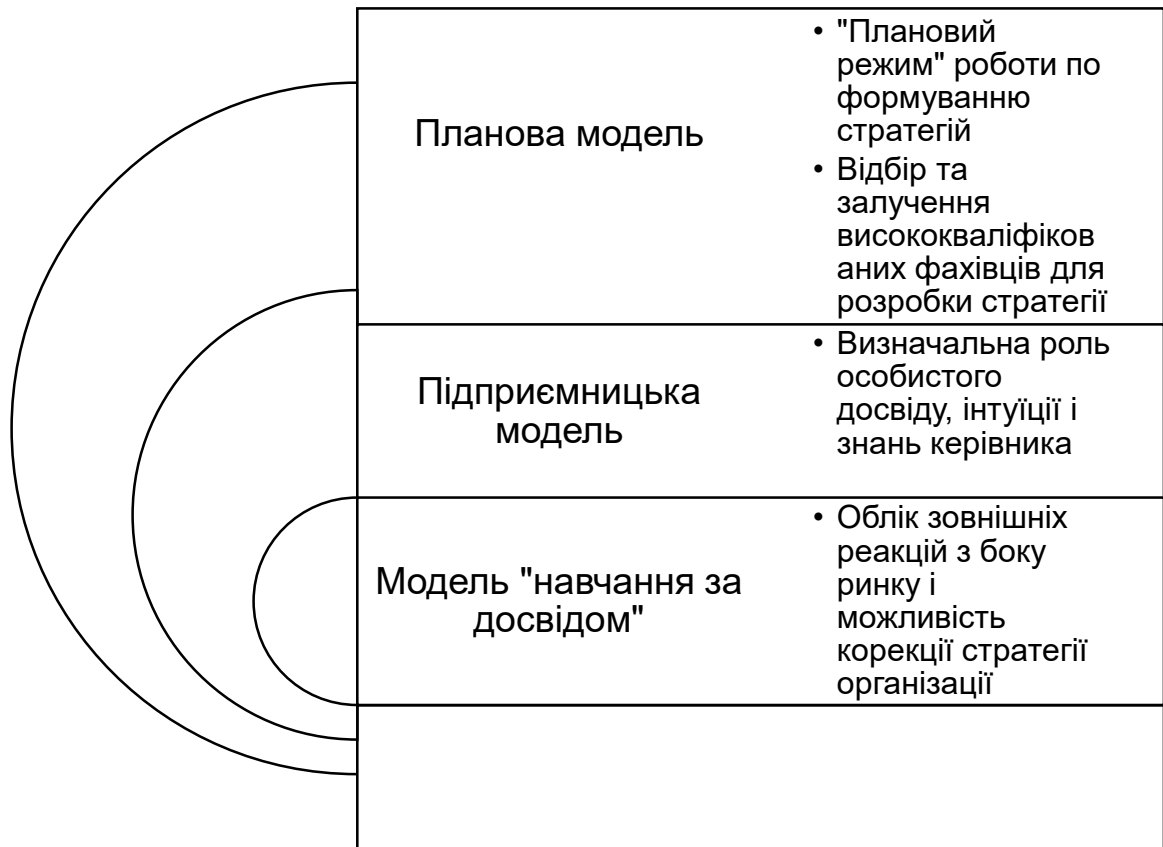 Планова модель
• "Плановий
режим" роботи по
формуванню
стратегій
• Відбір та
залучення
висококваліфіков
аних фахівців для
розробки стратегії
Підприємницька
модель
• Визначальна роль
особистого
досвіду, інтуїції і
знань керівника
Модель "навчання за
досвідом"
• Облік зовнішніх
реакцій з боку
ринку і
можливість
корекції стратегії
організації